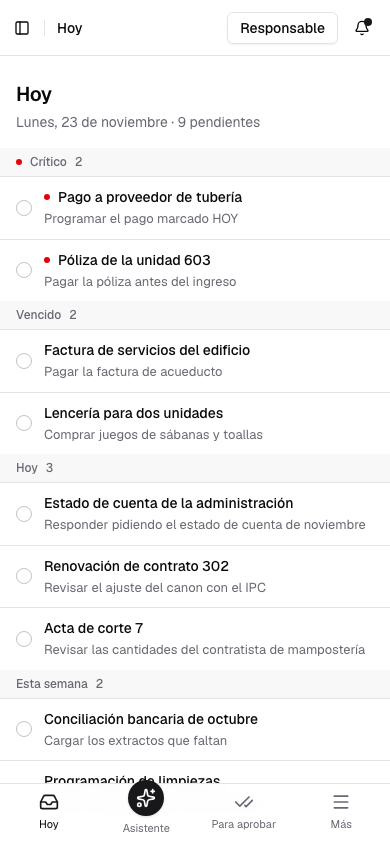 Hoy
Responsable
Hoy
Lunes, 23 de noviembre · 9 pendientes
Crítico 2
Pago a proveedor de tubería
Programar el pago marcado HOY
Póliza de la unidad 603
Pagar la póliza antes del ingreso
Vencido 2
Factura de servicios del edificio
Pagar la factura de acueducto
Lencería para dos unidades
Comprar juegos de sábanas y toallas
Hoy 3
Estado de cuenta de la administración
Responder pidiendo el estado de cuenta de noviembre
Renovación de contrato 302
Revisar el ajuste del canon con el IPC
Acta de corte 7
Revisar las cantidades del contratista de mampostería
Esta semana 2
Conciliación bancaria de octubre
Cargar los extractos que faltan
Programación de limpiezas
Hoy
Asistente
Para aprobar
Más